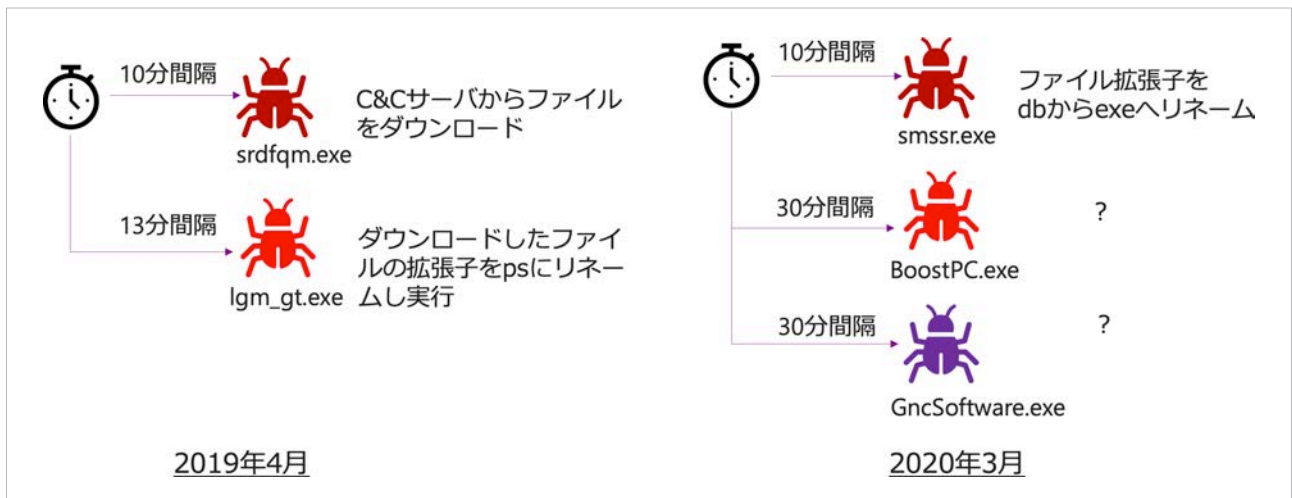 10分間隔
C&Cサーバからファイル
をダウンロード
srdfqm.exe
13分間隔
ダウンロードしたファイ
ルの拡張子をpsにリネー
ムし実行
lgm_gt.exe
2019年4月
10分間隔
ファイル拡張子を
dbからexeへリネーム
smssr.exe
30分間隔
?
BoostPC.exe
30分間隔
?
GncSoftware.exe
2020年3月